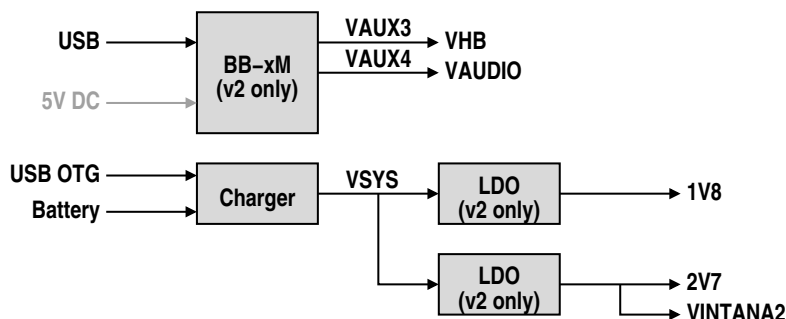 USB
5V DC
BB–xM
(v2 only)
VAUX3
VHB
VAUX4
VAUDIO
USB OTG
Battery
Charger
VSYS
LDO
(v2 only)
1V8
LDO
(v2 only)
2V7
VINTANA2